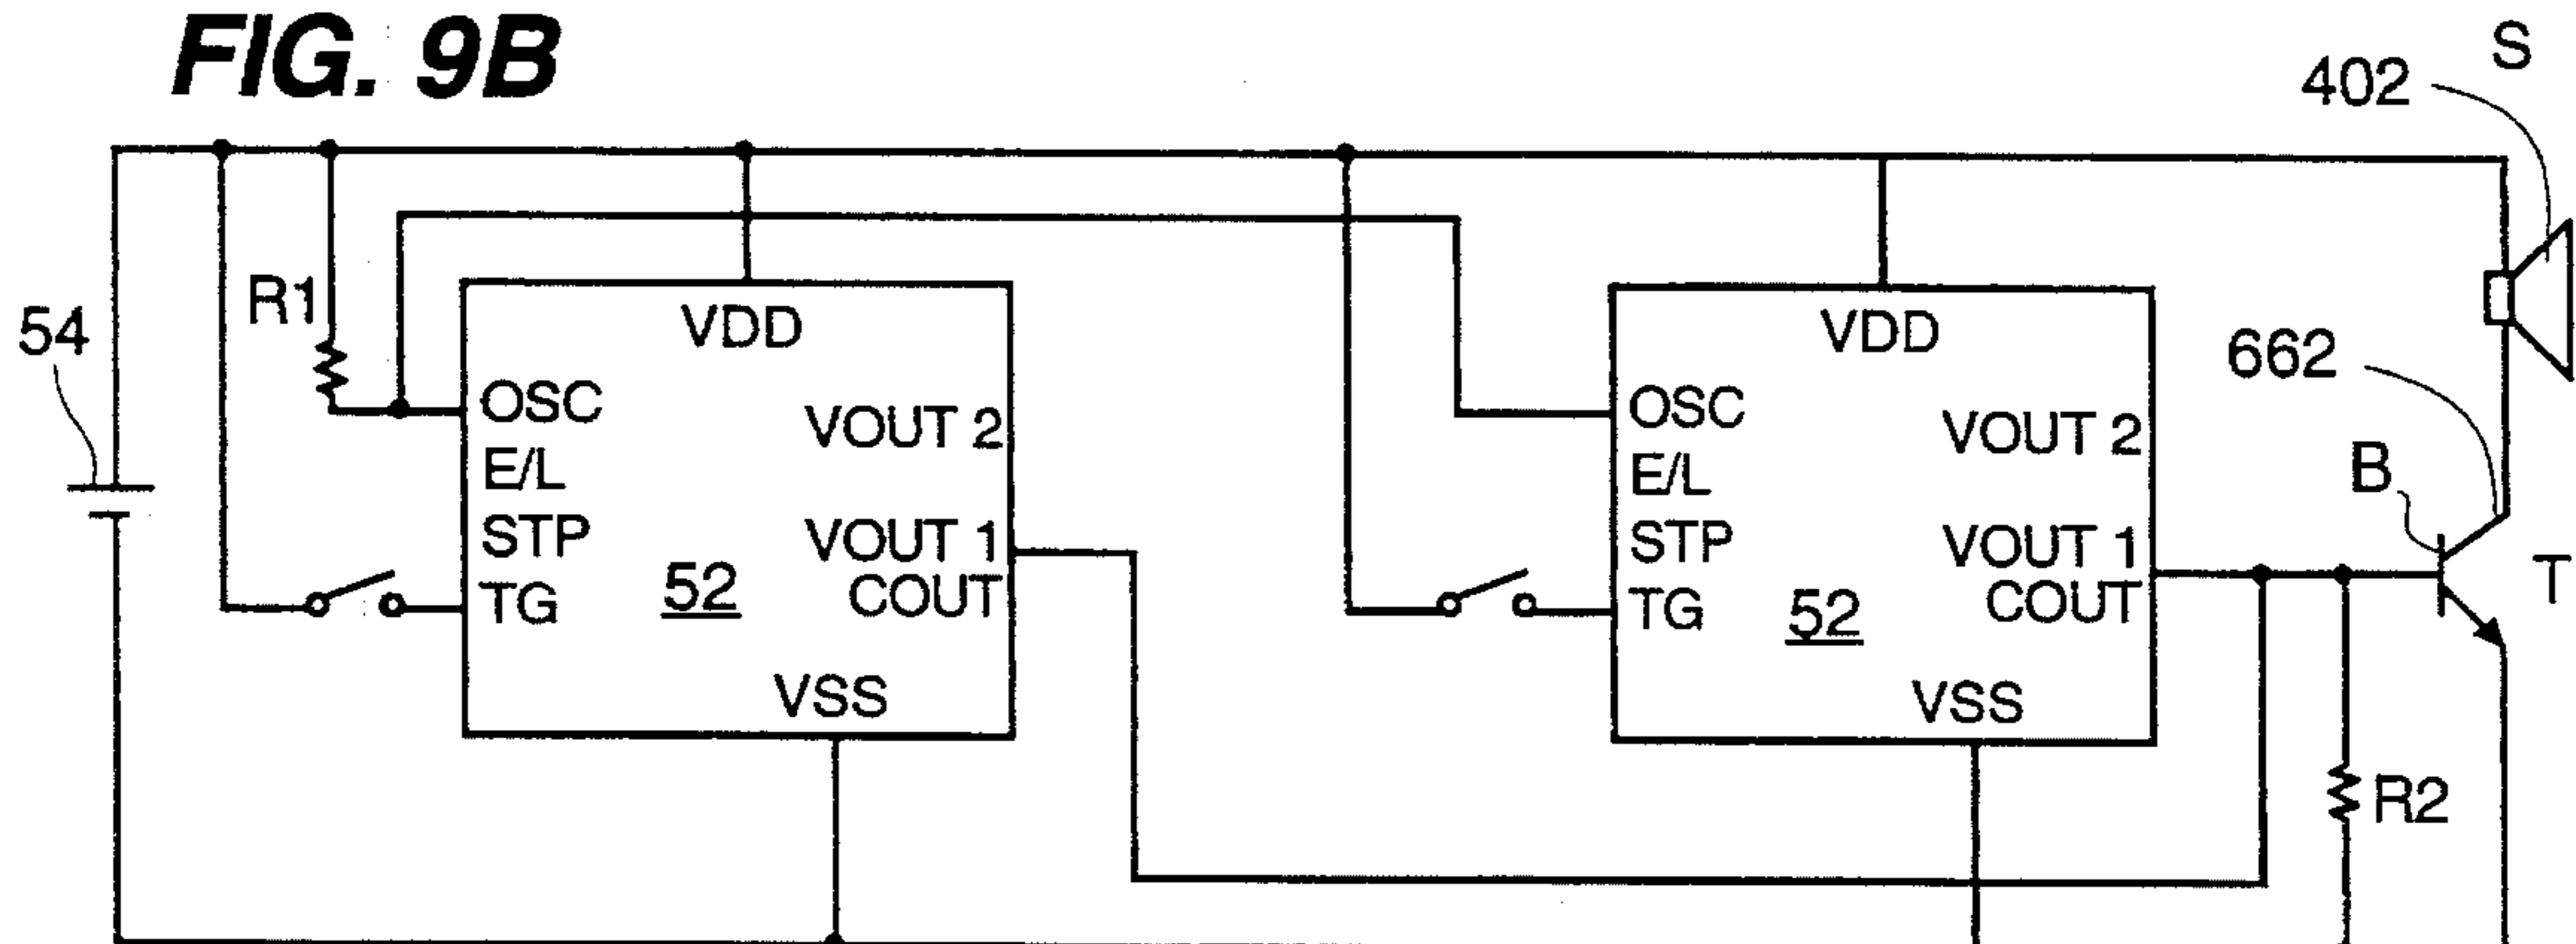 FIG. 9B
S
402
R1
54
VDD
OSC
VOUT 2
E/L
STP
VOUT 1
52
COUT
TG
VSS
VDD
OSC
VOUT 2
E/L
STP
VOUT 1
52
COUT
TG
VSS
662
B
T
R2